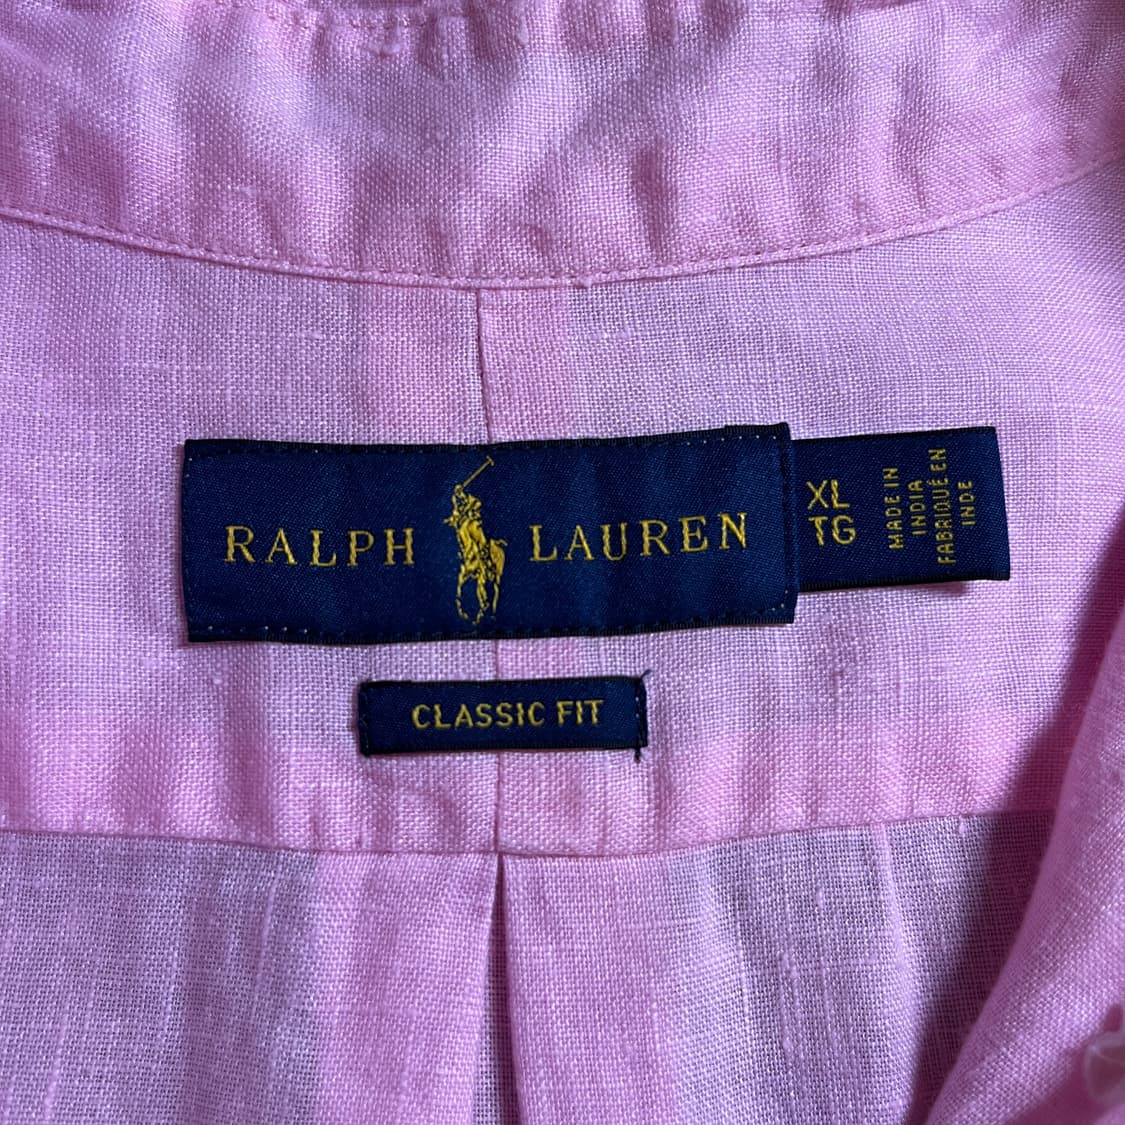 RALPH LAUREN
XL
TG
MADE IN
INDIA
FABRIQUÉ EN
INDE
CLASSIC FIT